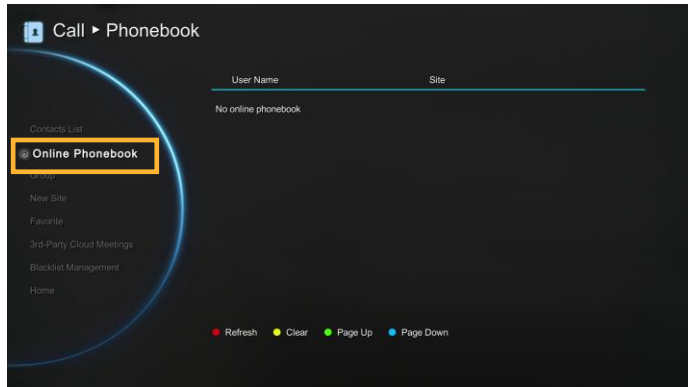 Call ▸ Phonebook
User Name Site
No online phonebook
Contacts List
Online Phonebook
Group
New Site
Favorite
3rd-Party Cloud Meetings
Blacklist Management
Home
Refresh Clear Page Up Page Down